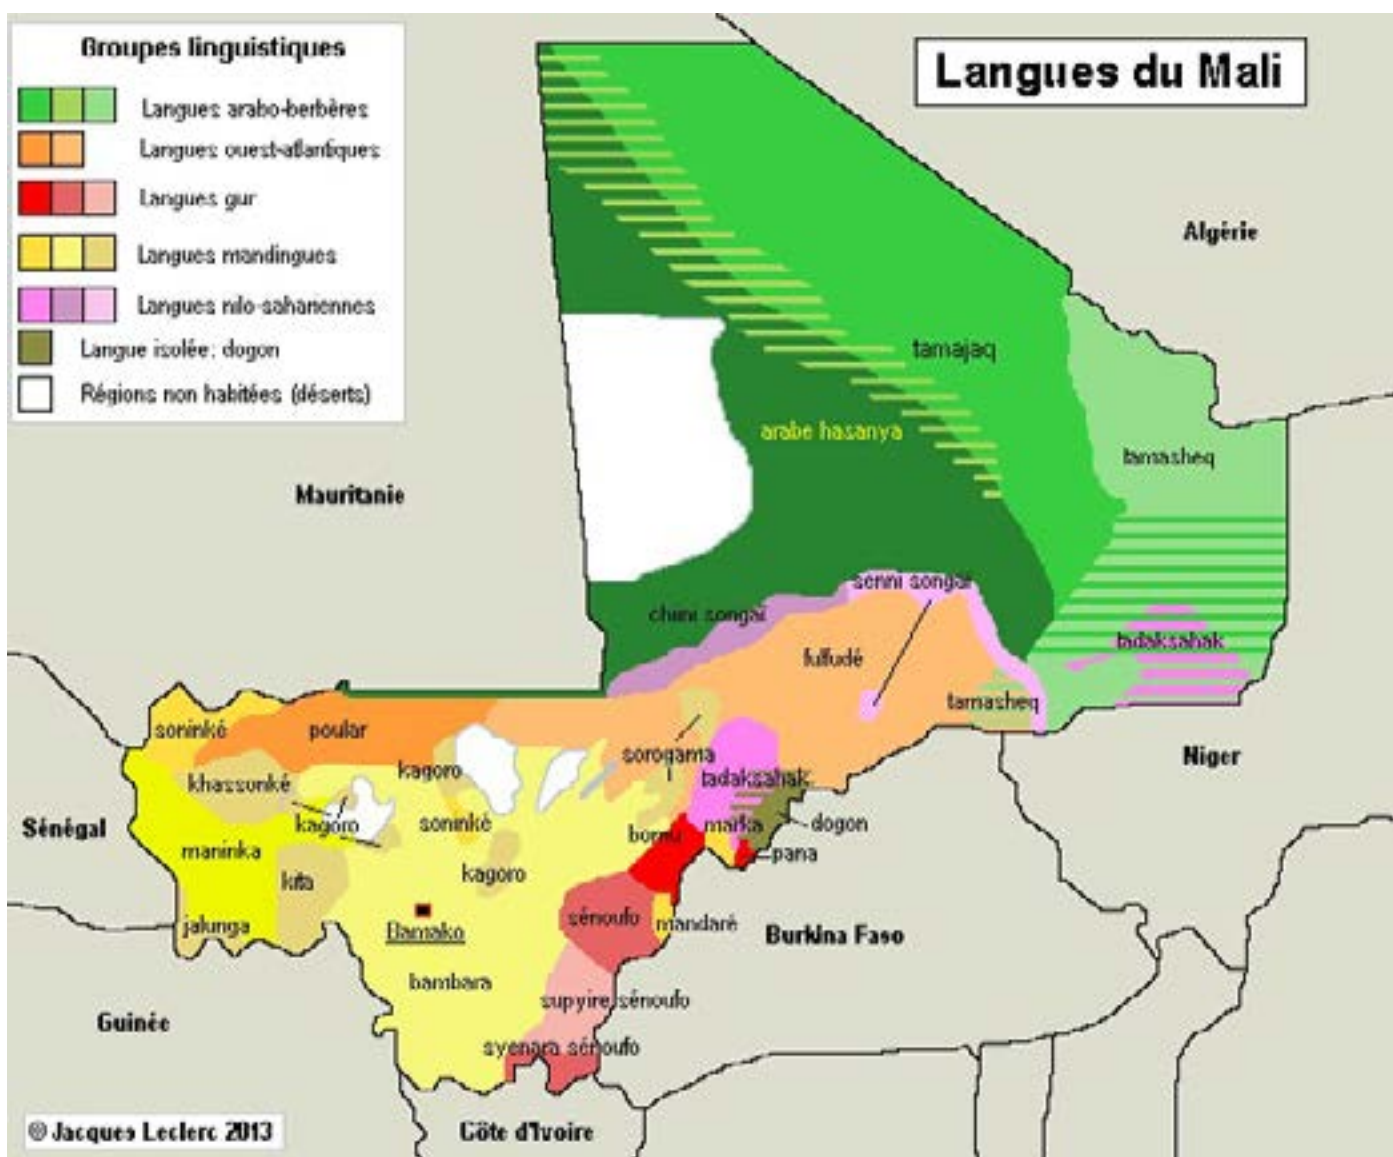 Langues du Mali
Groupes linguistiques
Langues arabo-berbères
Langues ouest-atlantiques
Langues gur
Langues mandingues
Langues nilo-sahariennes
Langue isolée: dogon
Régions non habitées (déserts)
Algérie
tamajaq
arabe hasanya
tamasheq
Mauritanie
senni songaï
chiini songaï
tadaksahak
fulfudé
tamasheq
soninké
poular
sorogama
Niger
kagoro
khassonké
tadaksahak
Sénégal
kagoro
soninké
bomu
marka
dogon
maninka
pana
kagoro
kita
jalunga
sénoufo
mandaré
Bamako
Burkina Faso
bambara
supyire sénoufo
Guinée
syenara sénoufo
© Jacques Leclerc 2013
Côte d'Ivoire